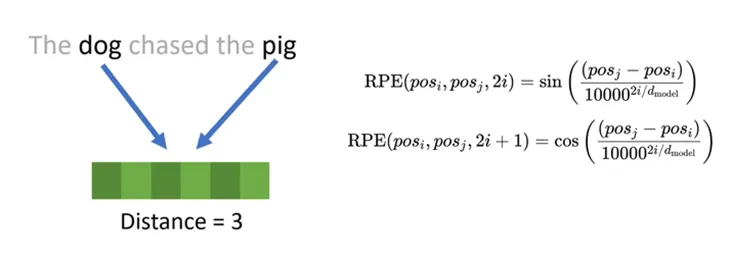 The dog chased the pig
Distance = 3
RPE(pos_i, pos_j, 2i) = sin((pos_j − pos_i) / 10000^{2i/d_model})
RPE(pos_i, pos_j, 2i + 1) = cos((pos_j − pos_i) / 10000^{2i/d_model})